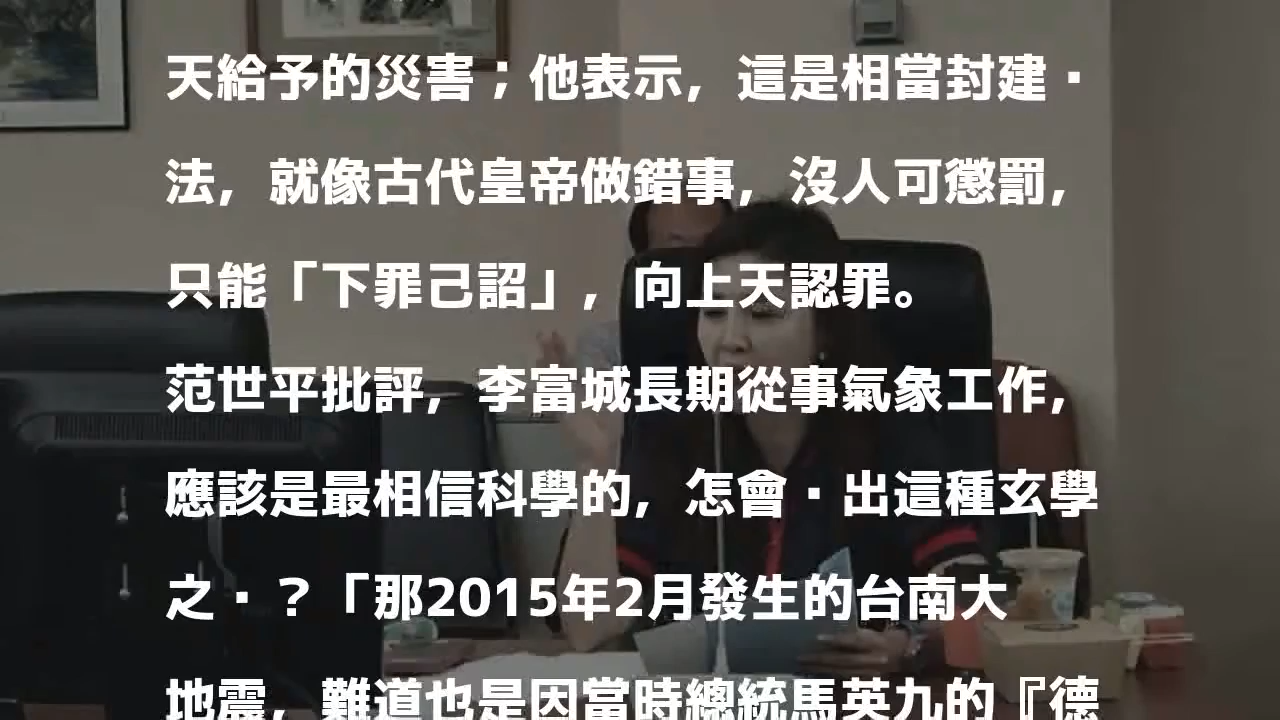 天給予的災害；他表示，這是相當封建▪
法，就像古代皇帝做錯事，沒人可懲罰，
只能「下罪己詔」，向上天認罪。
范世平批評，李富城長期從事氣象工作，
應該是最相信科學的，怎會▪出這種玄學
之▪？「那2015年2月發生的台南大
地震，難道也是因當時總統馬英九的『德